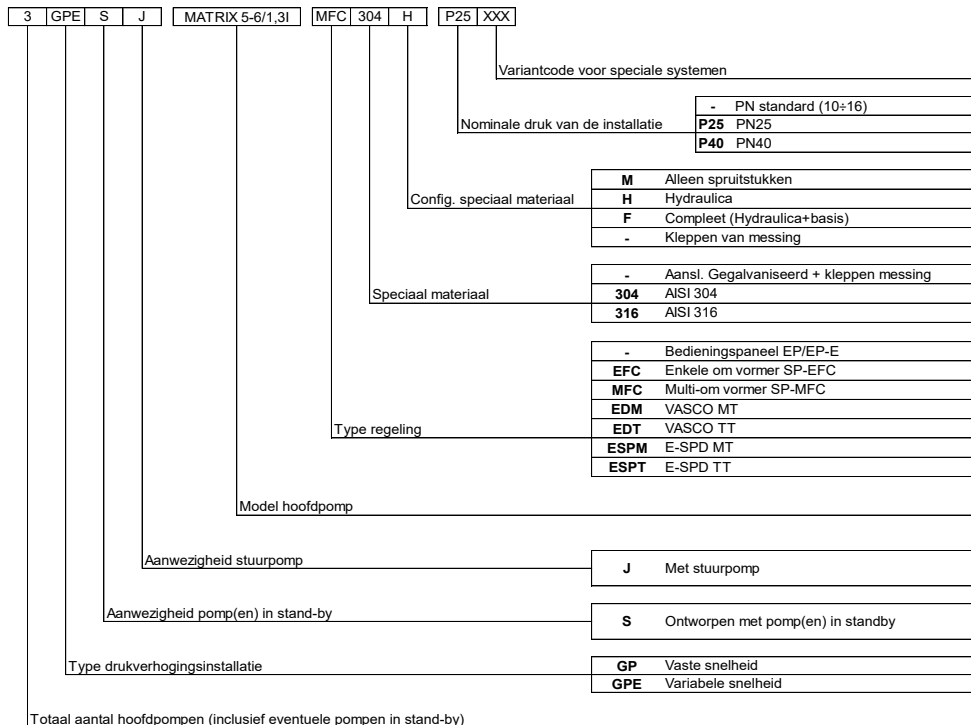 3 GPE S J MATRIX 5-6/1,3I MFC 304 H P25 XXX
Variantcode voor speciale systemen
- PN standard (10÷16)
Nominale druk van de installatie P25 PN25
P40 PN40
M Alleen spruitstukken
Config. speciaal materiaal H Hydraulica
F Compleet (Hydraulica+basis)
- Kleppen van messing
- Aansl. Gegalvaniseerd + kleppen messing
Speciaal materiaal 304 AISI 304
316 AISI 316
- Bedieningspaneel EP/EP-E
EFC Enkele om vormer SP-EFC
MFC Multi-om vormer SP-MFC
EDM VASCO MT
Type regeling EDT VASCO TT
ESPM E-SPD MT
ESPT E-SPD TT
Model hoofdpomp
Aanwezigheid stuurpomp
J Met stuurpomp
Aanwezigheid pomp(en) in stand-by
S Ontworpen met pomp(en) in standby
Type drukverhogingsinstallatie GP Vaste snelheid
GPE Variabele snelheid
Totaal aantal hoofdpompen (inclusief eventuele pompen in stand-by)